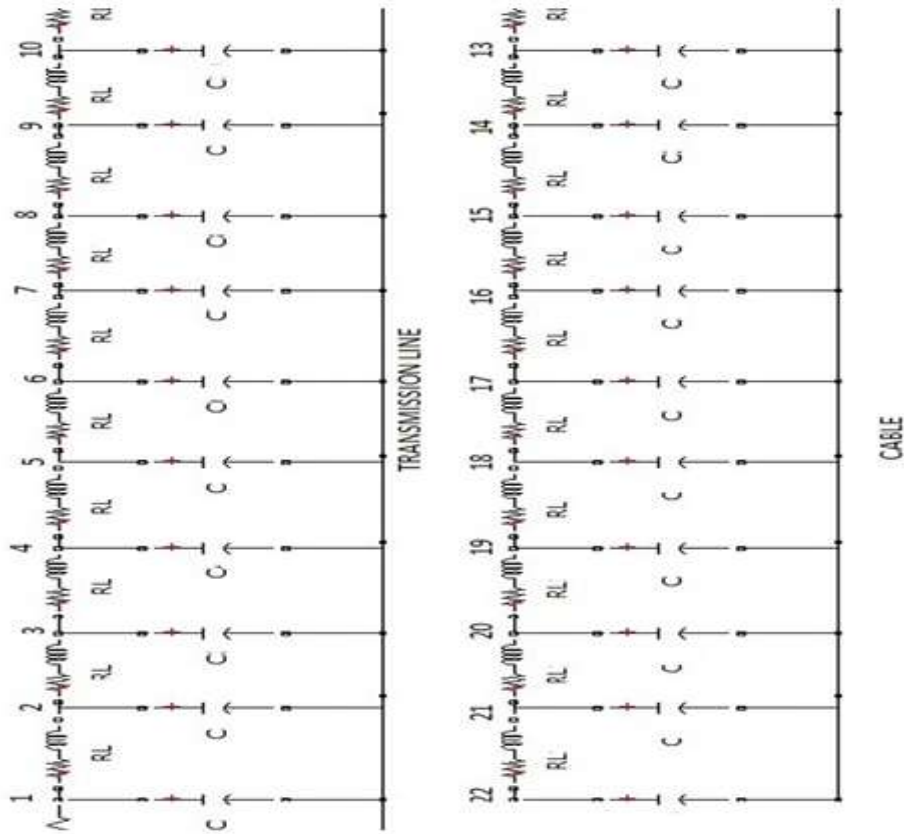 1 2 3 4 5 6 7 8 9 10
RL RL RL RL RL RL RL RL RL
C C C C C C C C C C
TRANSMISSION LINE
22 21 20 19 18 17 16 15 14 13
RL RL RL RL RL RL RL RL RL
C C C C C C C C C
CABLE